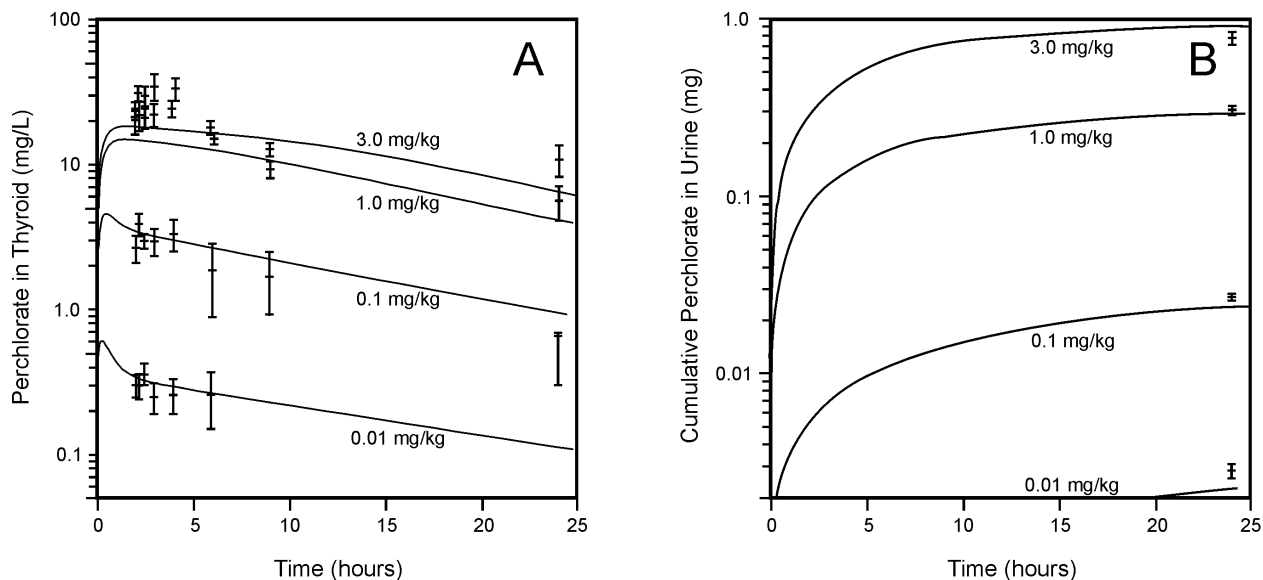 A
Perchlorate in Thyroid (mg/L)
100
10
1.0
0.1
3.0 mg/kg
1.0 mg/kg
0.1 mg/kg
0.01 mg/kg
0 5 10 15 20 25
Time (hours)
B
Cumulative Perchlorate in Urine (mg)
1.0
0.1
0.01
3.0 mg/kg
1.0 mg/kg
0.1 mg/kg
0.01 mg/kg
0 5 10 15 20 25
Time (hours)